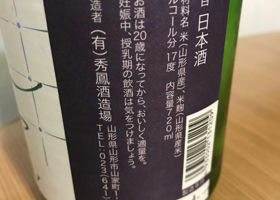 日本酒
材料名 米(山形県産)、米麹(山形県産米)
ルコール分 17度 内容量720ml
お酒は20歳になってから、おいしく適量を。
妊娠中、授乳期の飲酒は気をつけましょう。
造者 (有)秀鳳酒造場
山形県山形市山家町1
TEL:023(641)